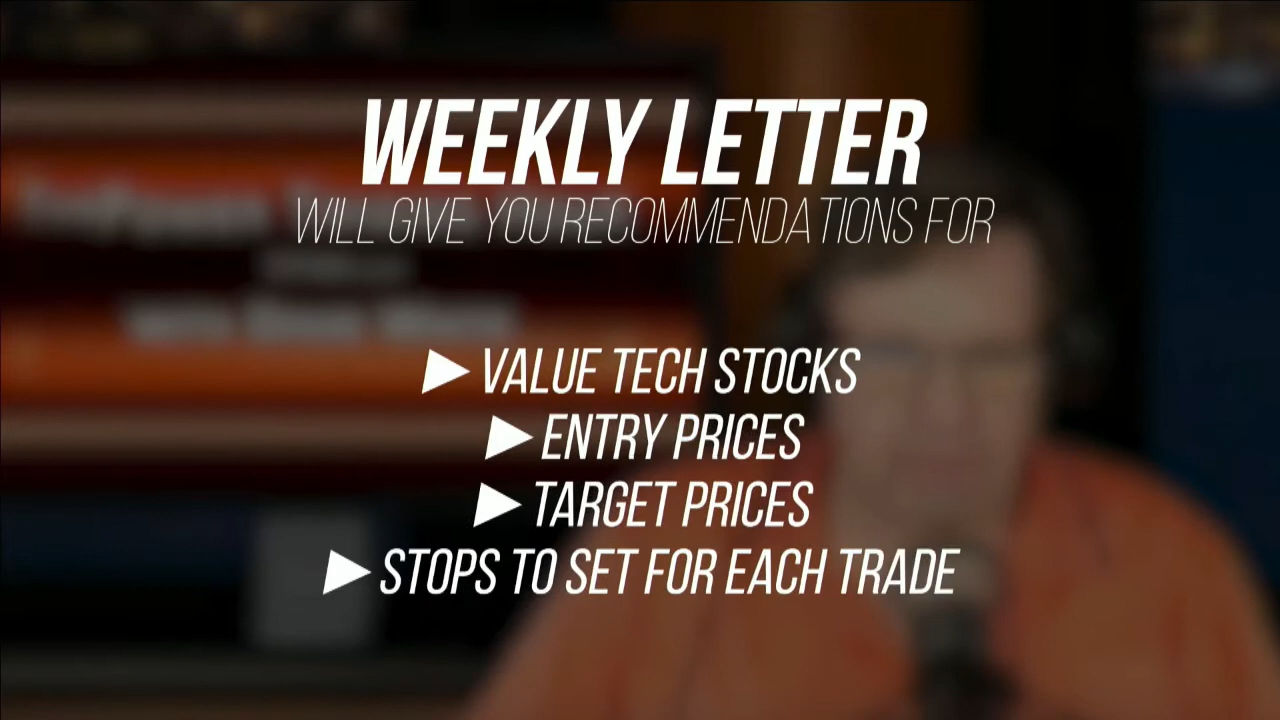 WEEKLY LETTER
WILL GIVE YOU RECOMMENDATIONS FOR
▶ VALUE TECH STOCKS
▶ ENTRY PRICES
▶ TARGET PRICES
▶ STOPS TO SET FOR EACH TRADE